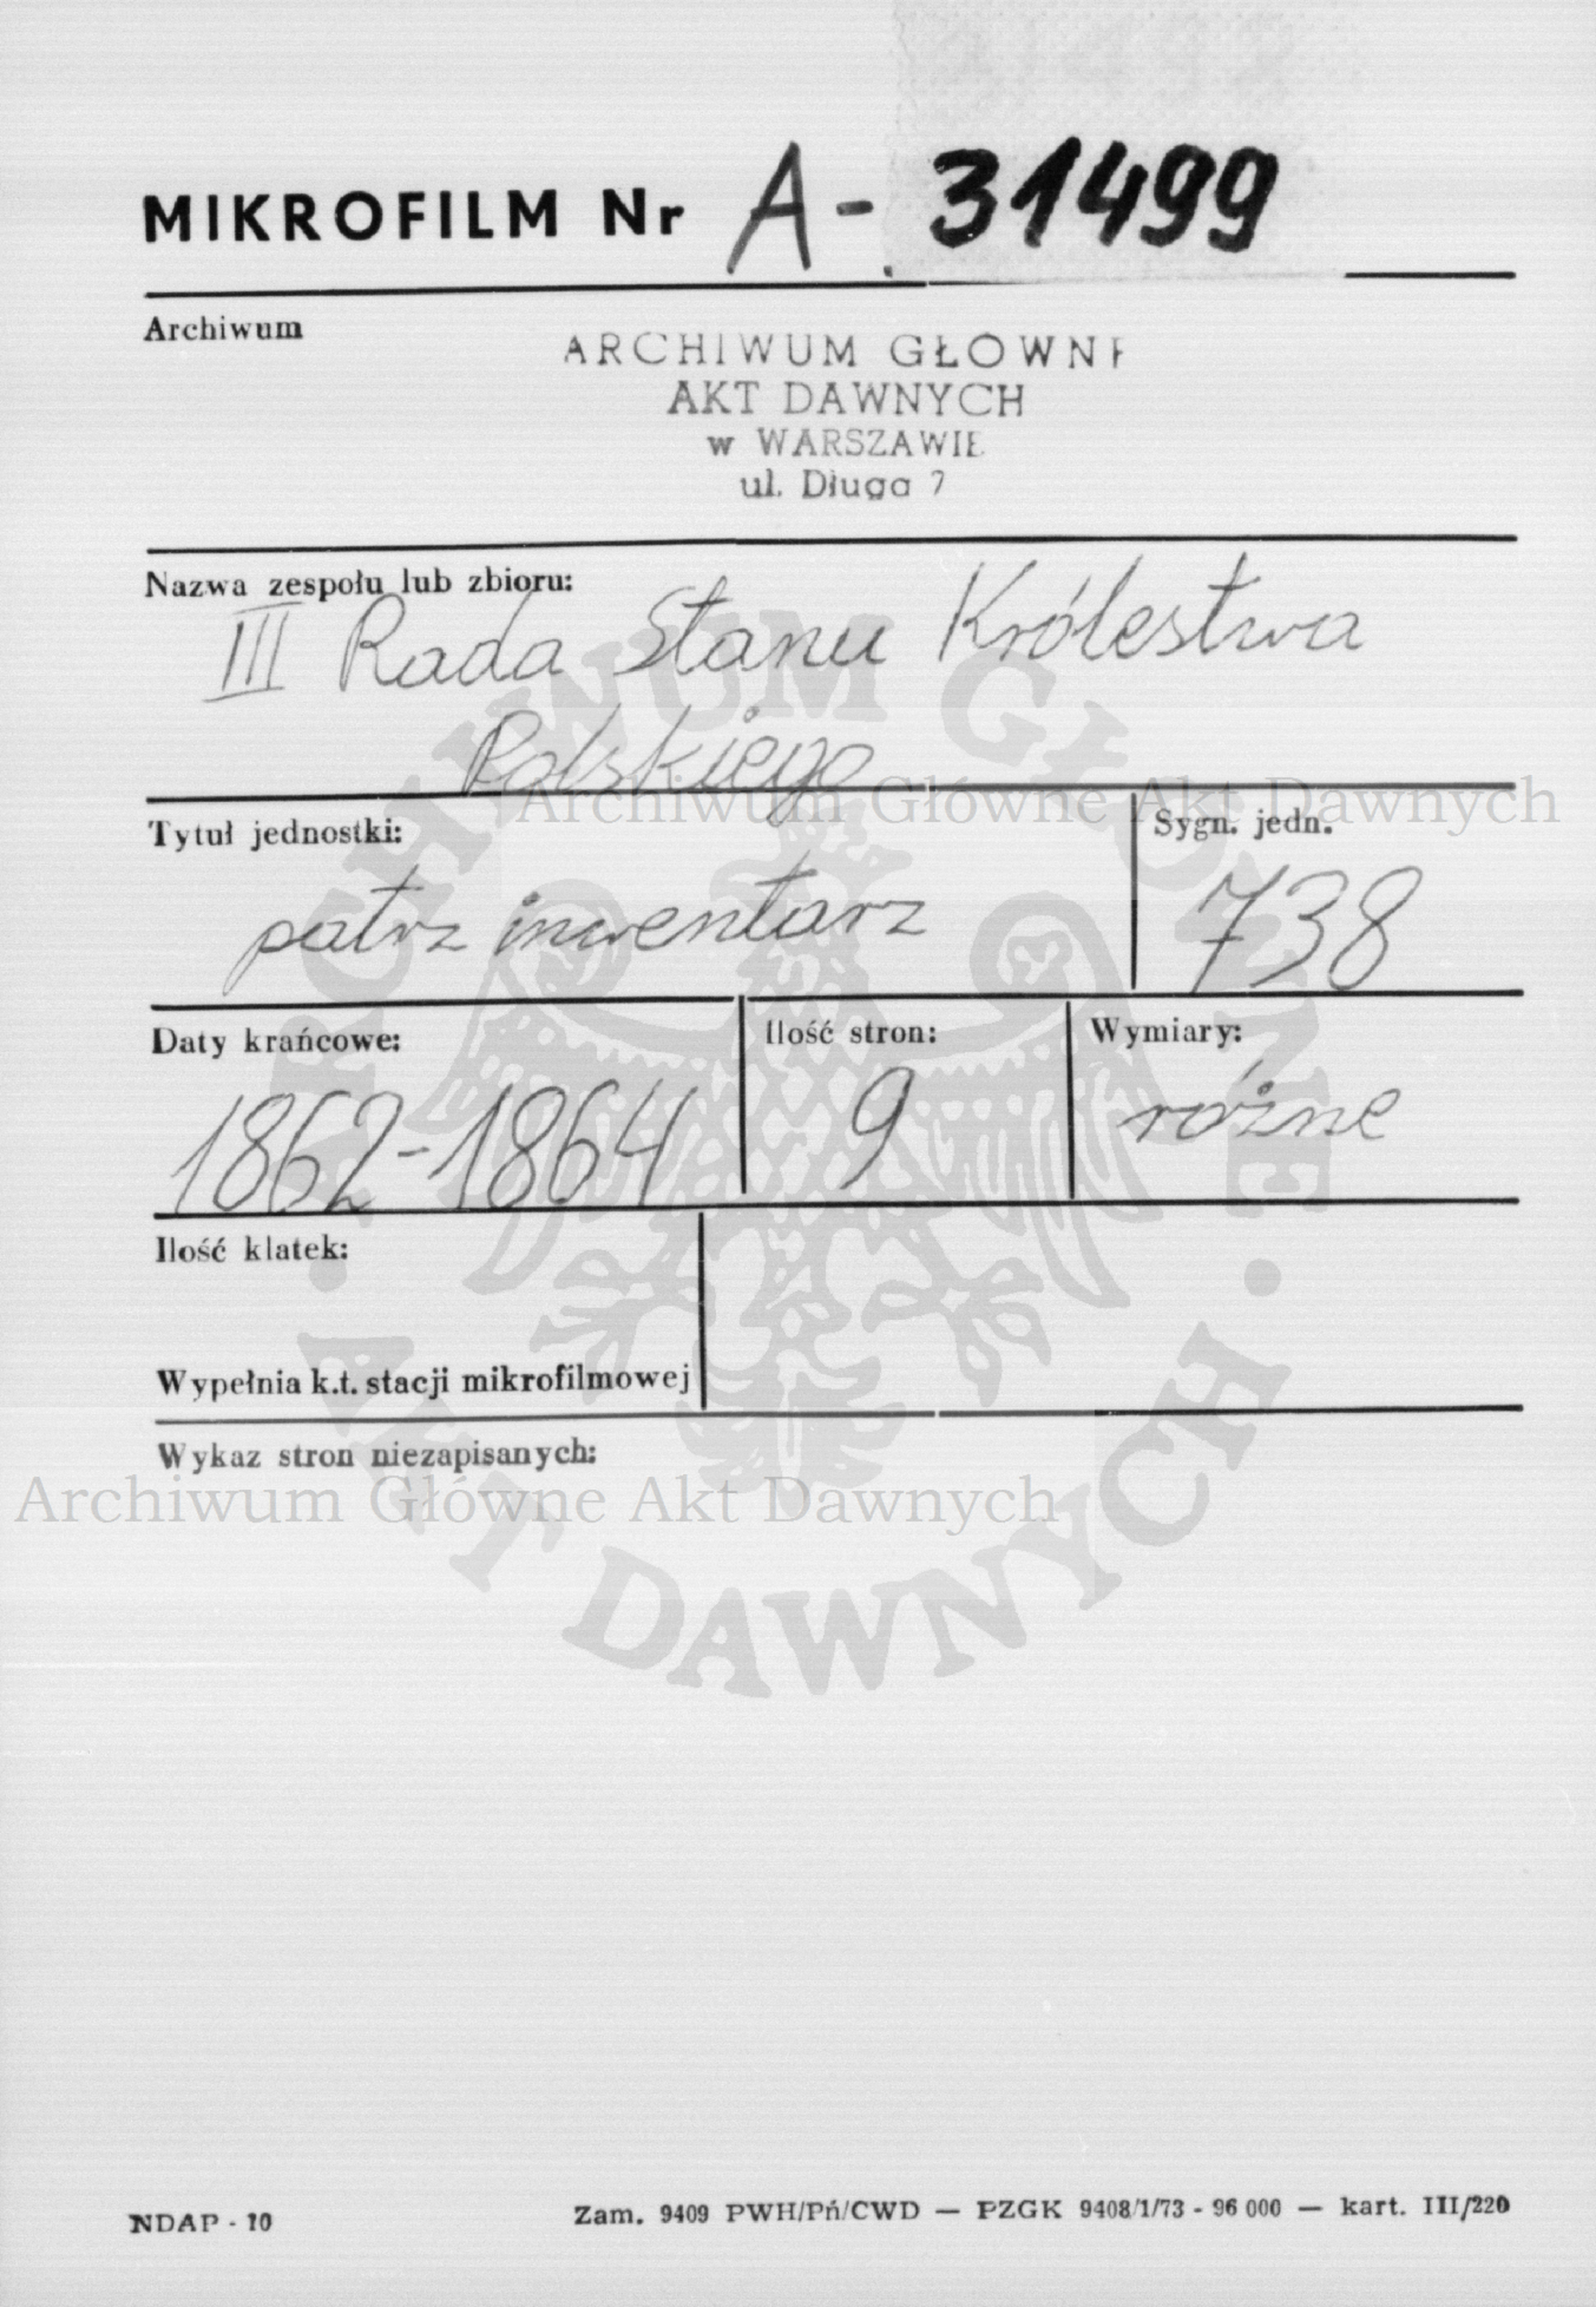 MIKROFILM Nr A- 31499
Archiwum
ARCHIWUM GŁOWNE
AKT DAWNYCH
w WARSZAWIE
ul. Długa 7
Nazwa zespołu lub zbioru:
III Rada Stanu Królestwa
Polskiego
Archiwum Główne Akt Dawnych
Tytuł jednostki:
patrz inwentarz
Sygn. jedn.
738
Daty krańcowe:
1862-1864
Ilość stron:
9
Wymiary:
różne
Ilość klatek:
Wypełnia k.t. stacji mikrofilmowej
Wykaz stron niezapisanych:
Archiwum Główne Akt Dawnych
ARCHIWUM GŁÓWNE · AKT DAWNYCH ·
NDAP - 10
Zam. 9409 PWH/Pń/CWD — PZGK 9408/1/73 - 96 000 — kart. III/220